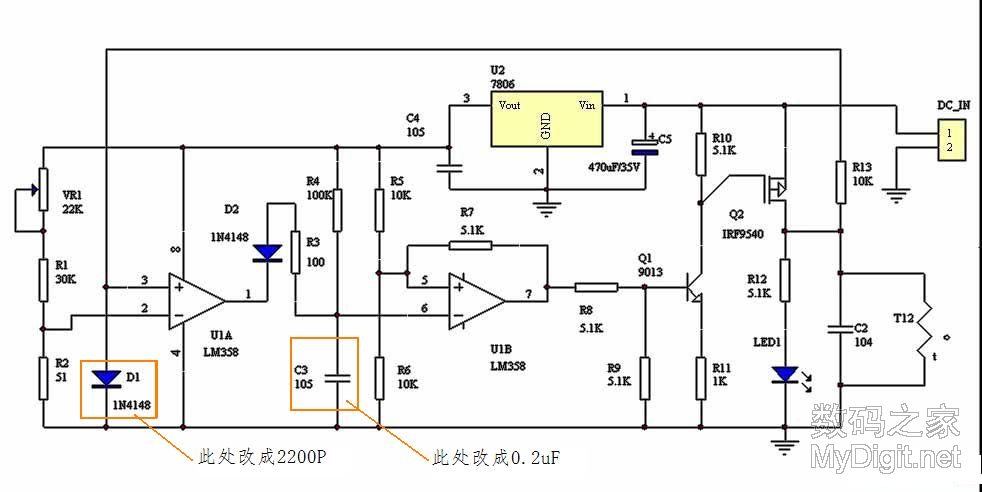 U2
7806
3
Vout
Vin
1
GND
2
C4
105
C5
470uF/35V
DC_IN
1
2
R10
5.1K
R13
10K
VR1
22K
R4
100K
R5
10K
R7
5.1K
D2
1N4148
R3
100
Q2
IRF9540
8
R1
30K
3
2
1
U1A
LM358
4
5
6
7
U1B
LM358
Q1
9013
R8
5.1K
R12
5.1K
C2
104
T12
t
LED1
R2
51
D1
1N4148
C3
105
R6
10K
R9
5.1K
R11
1K
此处改成2200P
此处改成0.2uF
数码之家
MyDigit.net